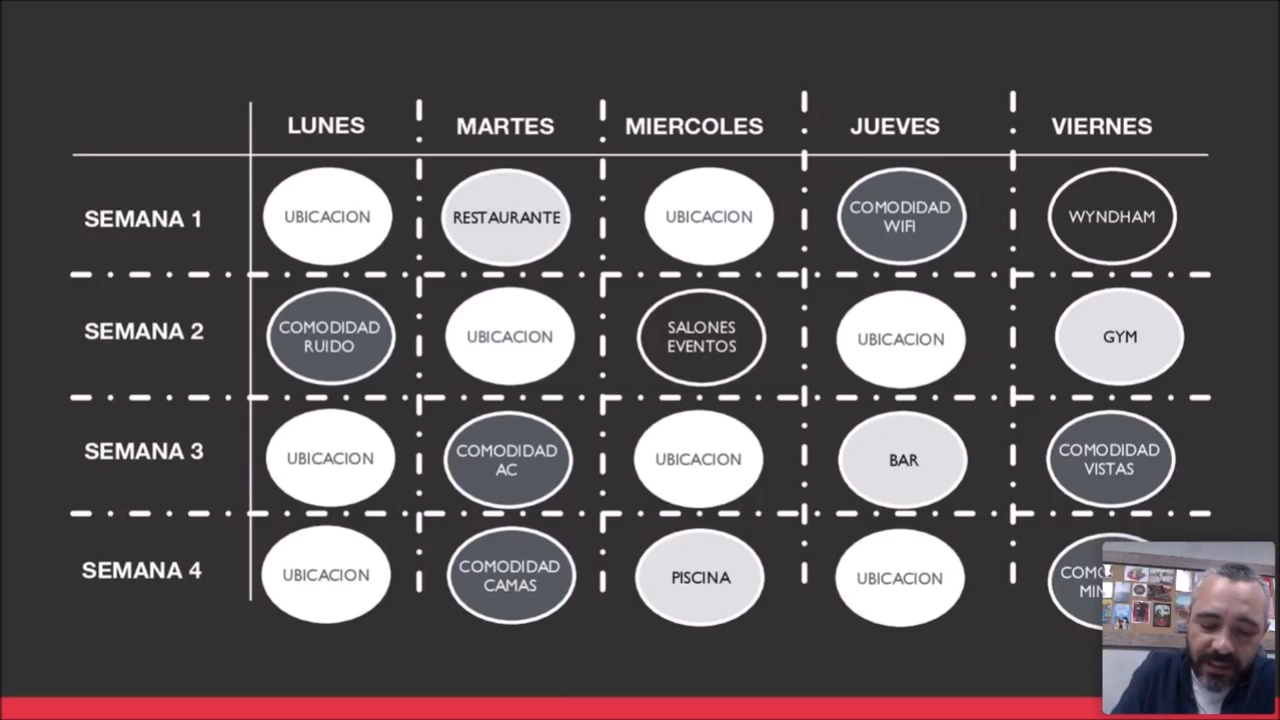 LUNES MARTES MIERCOLES JUEVES VIERNES
SEMANA 1
UBICACION
RESTAURANTE
UBICACION
COMODIDAD
WIFI
WYNDHAM
SEMANA 2
COMODIDAD
RUIDO
UBICACION
SALONES
EVENTOS
UBICACION
GYM
SEMANA 3
UBICACION
COMODIDAD
AC
UBICACION
BAR
COMODIDAD
VISTAS
SEMANA 4
UBICACION
COMODIDAD
CAMAS
PISCINA
UBICACION